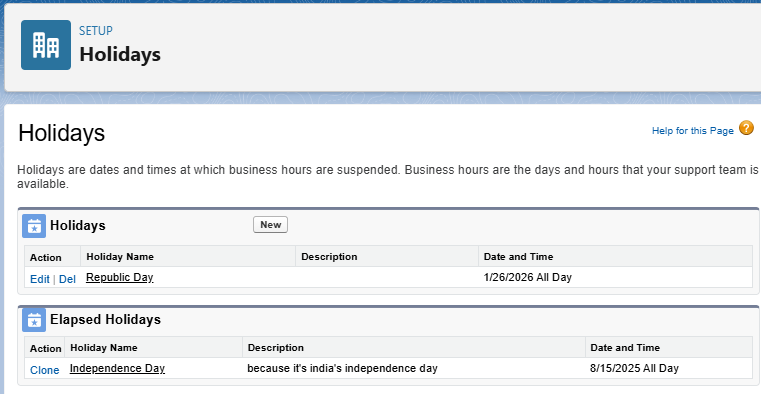 SETUP
Holidays
Holidays
Help for this Page ?
Holidays are dates and times at which business hours are suspended. Business hours are the days and hours that your support team is
available.
Holidays New
Action Holiday Name Description Date and Time
Edit | Del Republic Day 1/26/2026 All Day
Elapsed Holidays
Action Holiday Name Description Date and Time
Clone Independence Day because it's india's independence day 8/15/2025 All Day